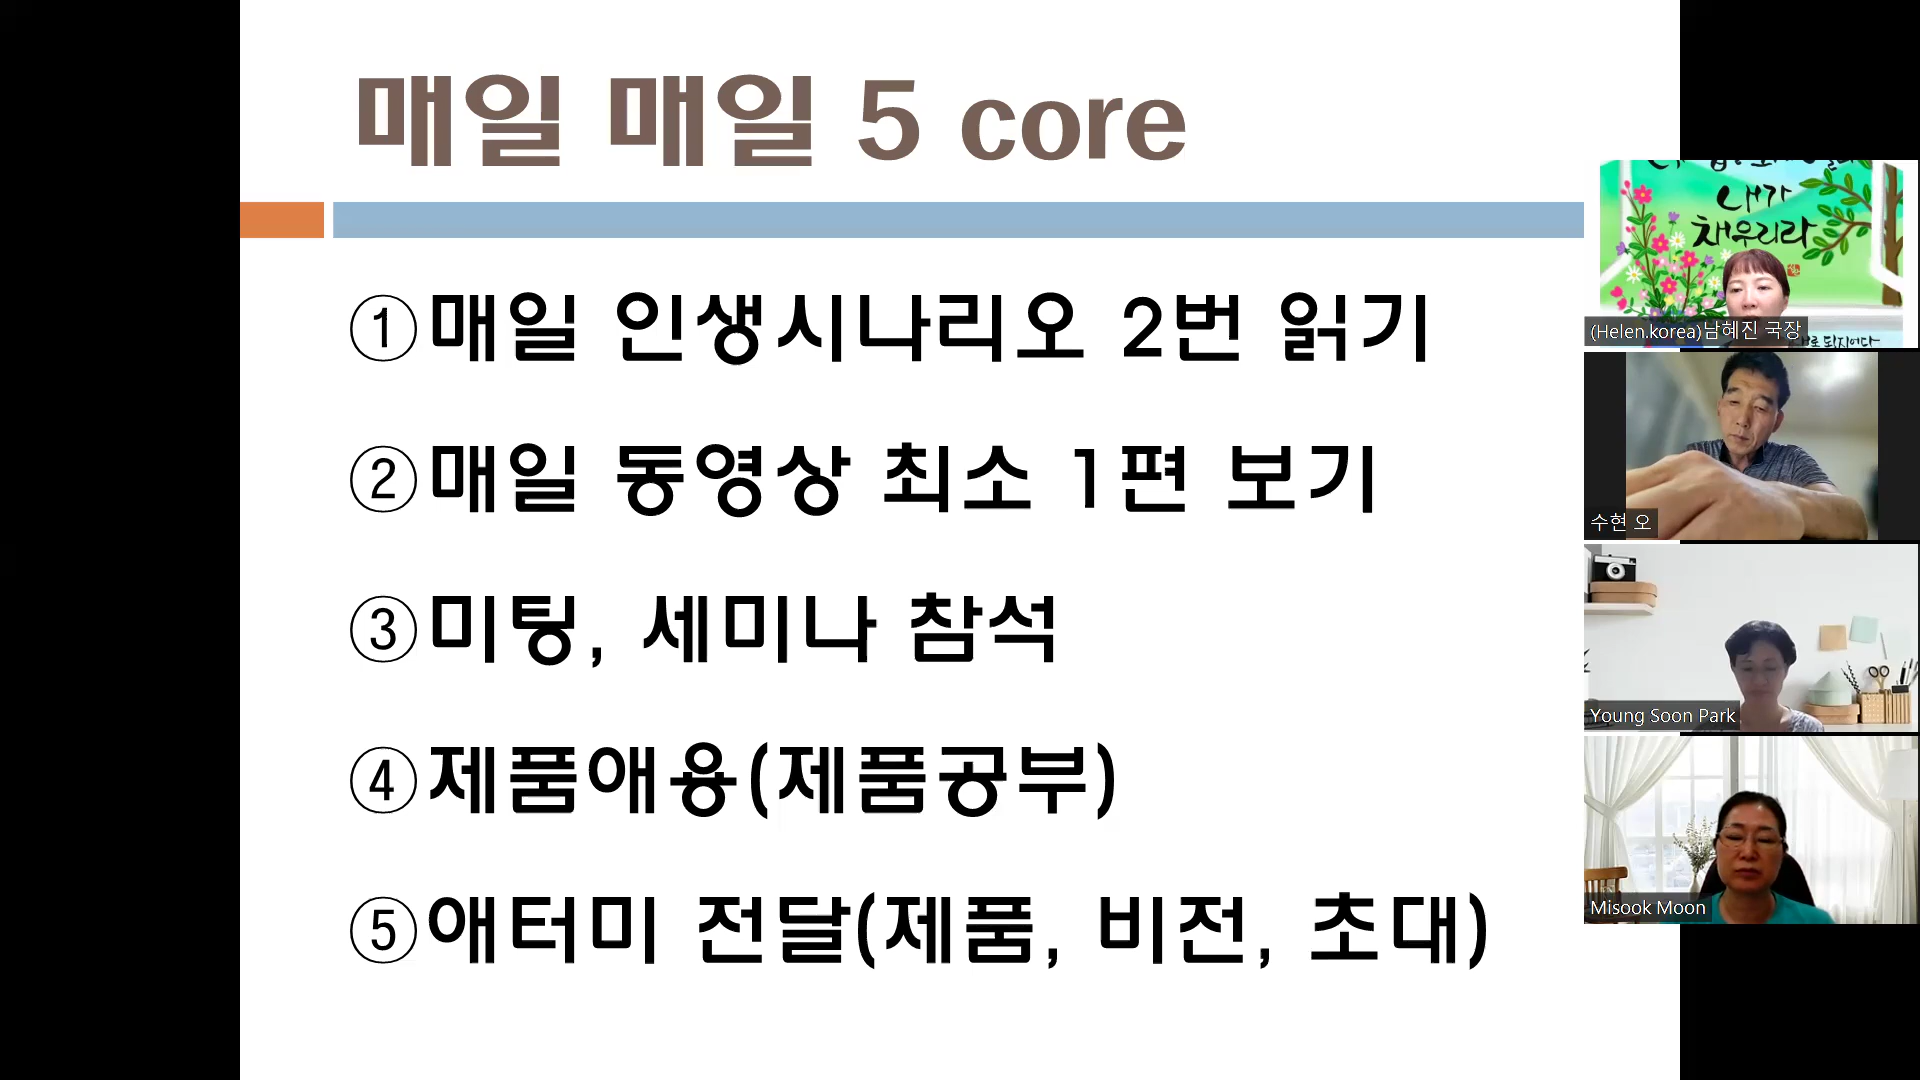 매일 매일 5 core
①매일 인생시나리오 2번 읽기
②매일 동영상 최소 1편 보기
③미팅, 세미나 참석
④제품애용(제품공부)
⑤애터미 전달(제품, 비전, 초대)
내가
채우리라
(Helen.korea)남혜진 국장
수현 오
Young Soon Park
Misook Moon